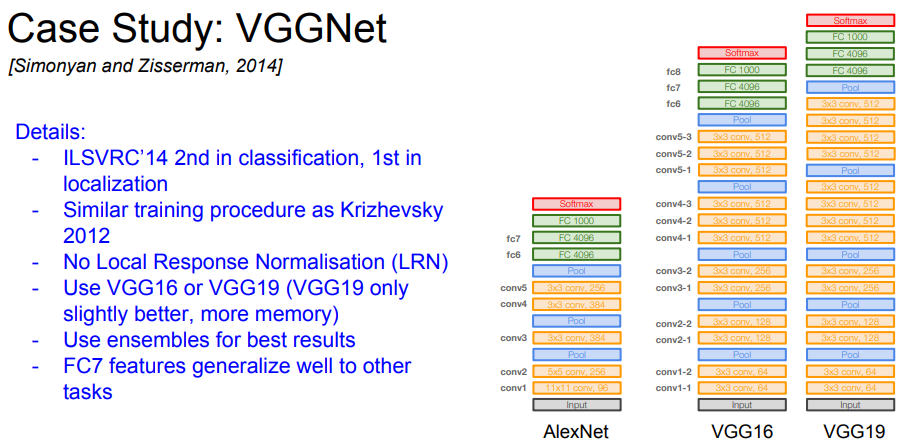 Case Study: VGGNet
[Simonyan and Zisserman, 2014]
Details:
- ILSVRC'14 2nd in classification, 1st in
localization
- Similar training procedure as Krizhevsky
2012
- No Local Response Normalisation (LRN)
- Use VGG16 or VGG19 (VGG19 only
slightly better, more memory)
- Use ensembles for best results
- FC7 features generalize well to other
tasks
Softmax
FC 1000
fc7 FC 4096
fc6 FC 4096
Pool
conv5 3x3 conv, 256
conv4 3x3 conv, 384
Pool
conv3 3x3 conv, 384
Pool
conv2 5x5 conv, 256
conv1 11x11 conv, 96
Input
AlexNet
Softmax
fc8 FC 1000
fc7 FC 4096
fc6 FC 4096
Pool
conv5-3 3x3 conv, 512
conv5-2 3x3 conv, 512
conv5-1 3x3 conv, 512
Pool
conv4-3 3x3 conv, 512
conv4-2 3x3 conv, 512
conv4-1 3x3 conv, 512
Pool
conv3-2 3x3 conv, 256
conv3-1 3x3 conv, 256
Pool
conv2-2 3x3 conv, 128
conv2-1 3x3 conv, 128
Pool
conv1-2 3x3 conv, 64
conv1-1 3x3 conv, 64
Input
VGG16
Softmax
FC 1000
FC 4096
FC 4096
Pool
3x3 conv, 512
3x3 conv, 512
3x3 conv, 512
3x3 conv, 512
Pool
3x3 conv, 512
3x3 conv, 512
3x3 conv, 512
3x3 conv, 512
Pool
3x3 conv, 256
3x3 conv, 256
Pool
3x3 conv, 128
3x3 conv, 128
Pool
3x3 conv, 64
3x3 conv, 64
Input
VGG19